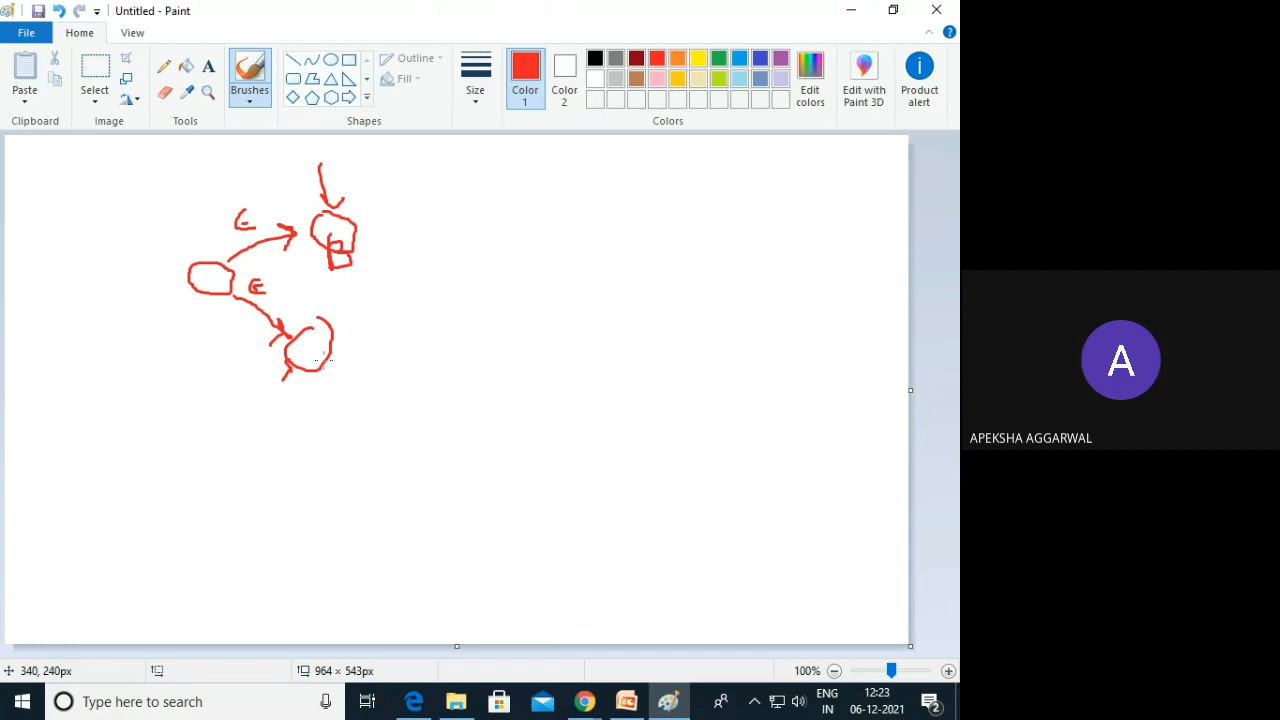 Untitled - Paint
File Home View
Paste
Select
Brushes
Outline
Fill
Size
Color 1
Color 2
Edit colors
Edit with Paint 3D
Product alert
Clipboard
Image
Tools
Shapes
Colors
ε
ε
A
APEKSHA AGGARWAL
340, 240px
964 × 543px
100%
Type here to search
ENG
IN
12:23
06-12-2021
2